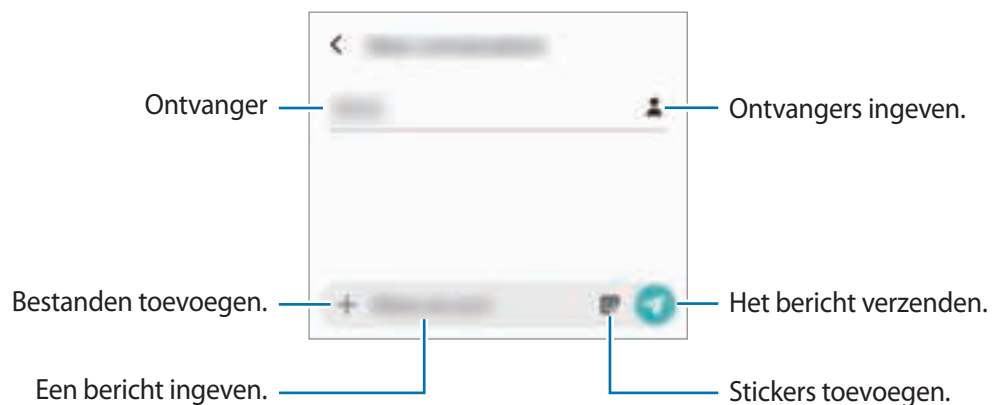 Ontvanger
Ontvangers ingeven.
Bestanden toevoegen.
Het bericht verzenden.
Een bericht ingeven.
Stickers toevoegen.